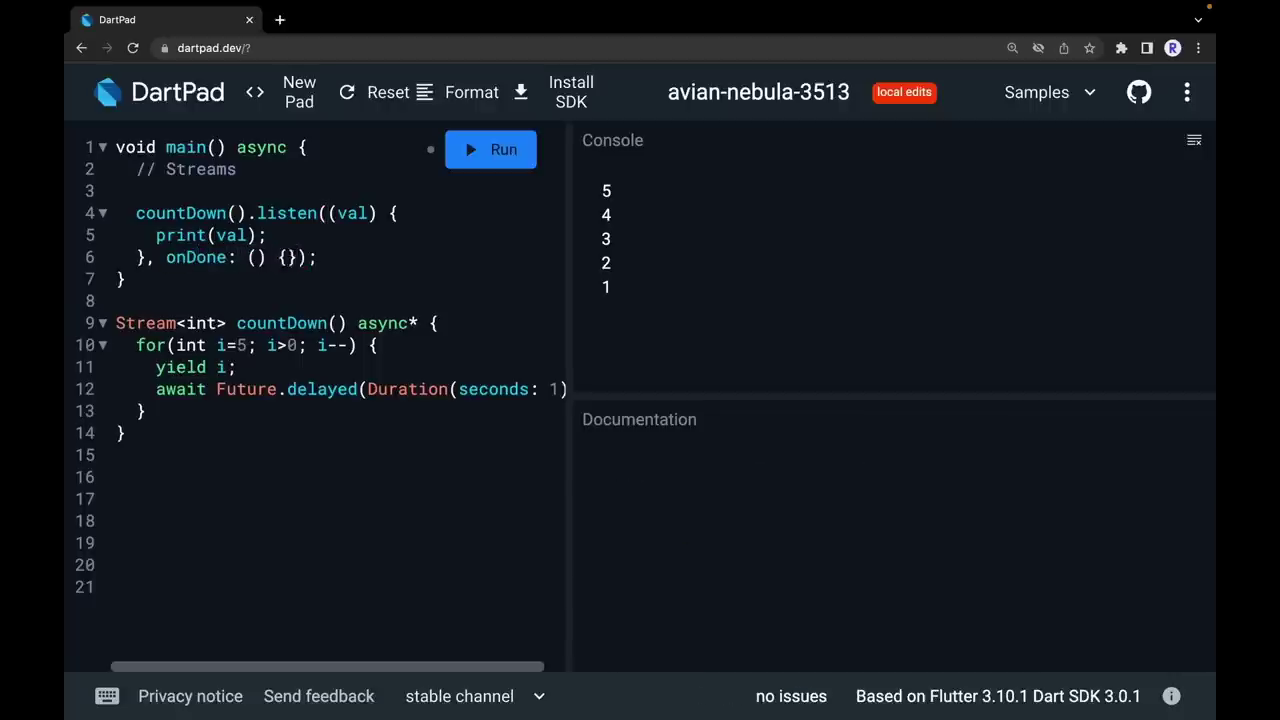 DartPad
dartpad.dev/?
R
DartPad
<> New Pad
Reset
Format
Install SDK
avian-nebula-3513
local edits
Samples
Run
1 void main() async {
2 // Streams
3
4 countDown().listen((val) {
5 print(val);
6 }, onDone: () {});
7 }
8
9 Stream<int> countDown() async* {
10 for(int i=5; i>0; i--) {
11 yield i;
12 await Future.delayed(Duration(seconds: 1)
13 }
14 }
15
16
17
18
19
20
21
Console
5
4
3
2
1
Documentation
Privacy notice
Send feedback
stable channel
no issues
Based on Flutter 3.10.1 Dart SDK 3.0.1